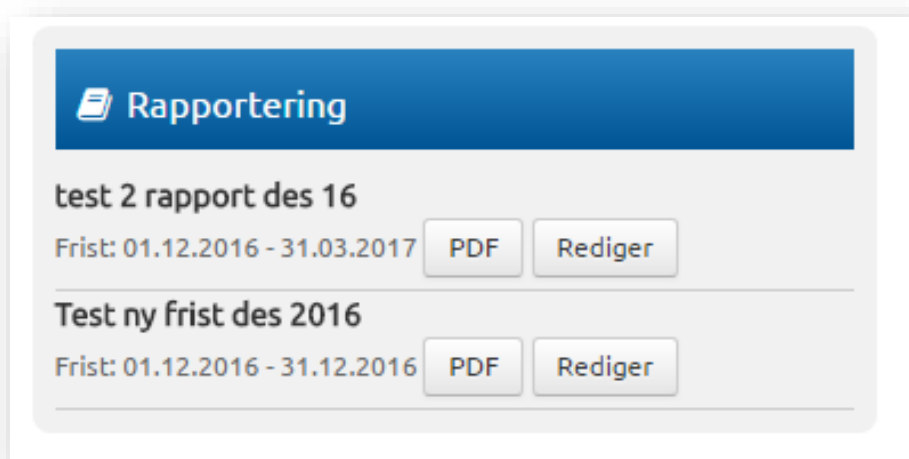 Rapportering
test 2 rapport des 16
Frist: 01.12.2016 - 31.03.2017 PDF Rediger
Test ny frist des 2016
Frist: 01.12.2016 - 31.12.2016 PDF Rediger